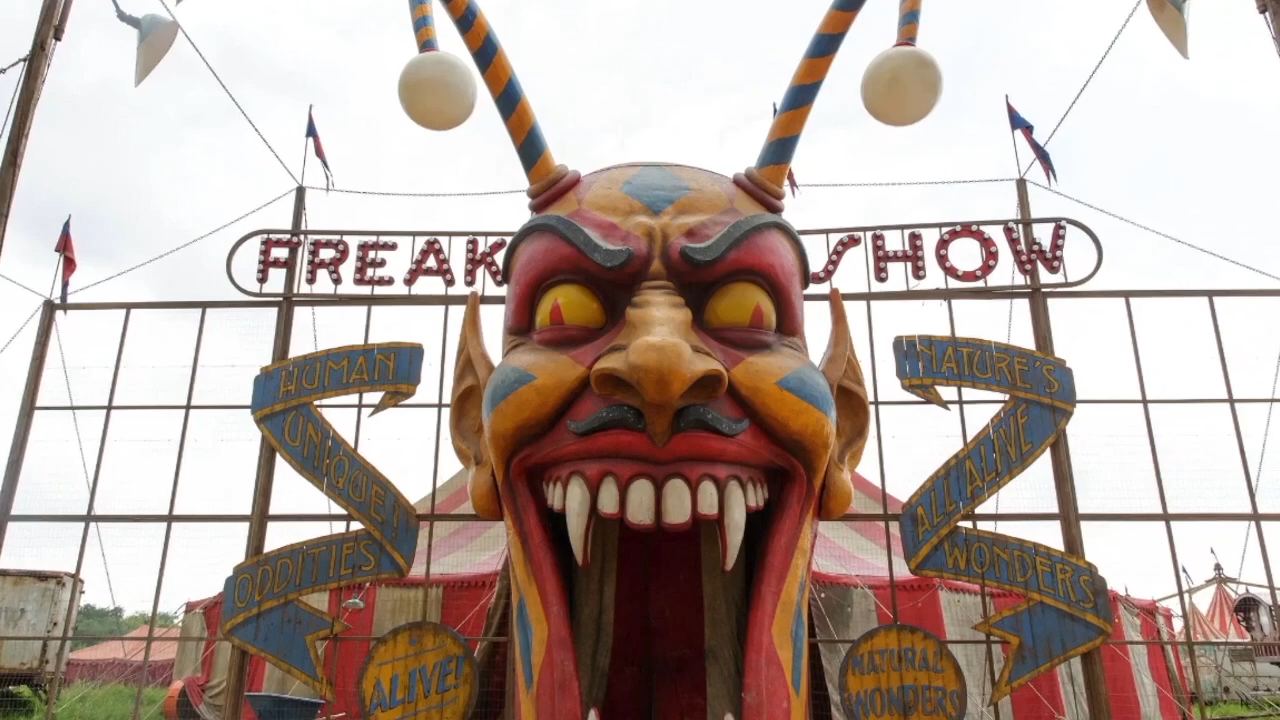 FREAK SHOW
HUMAN
UNIQUE!
ODDITIES
NATURE'S
ALL ALIVE
WONDERS
ALIVE!
NATURAL
WONDERS